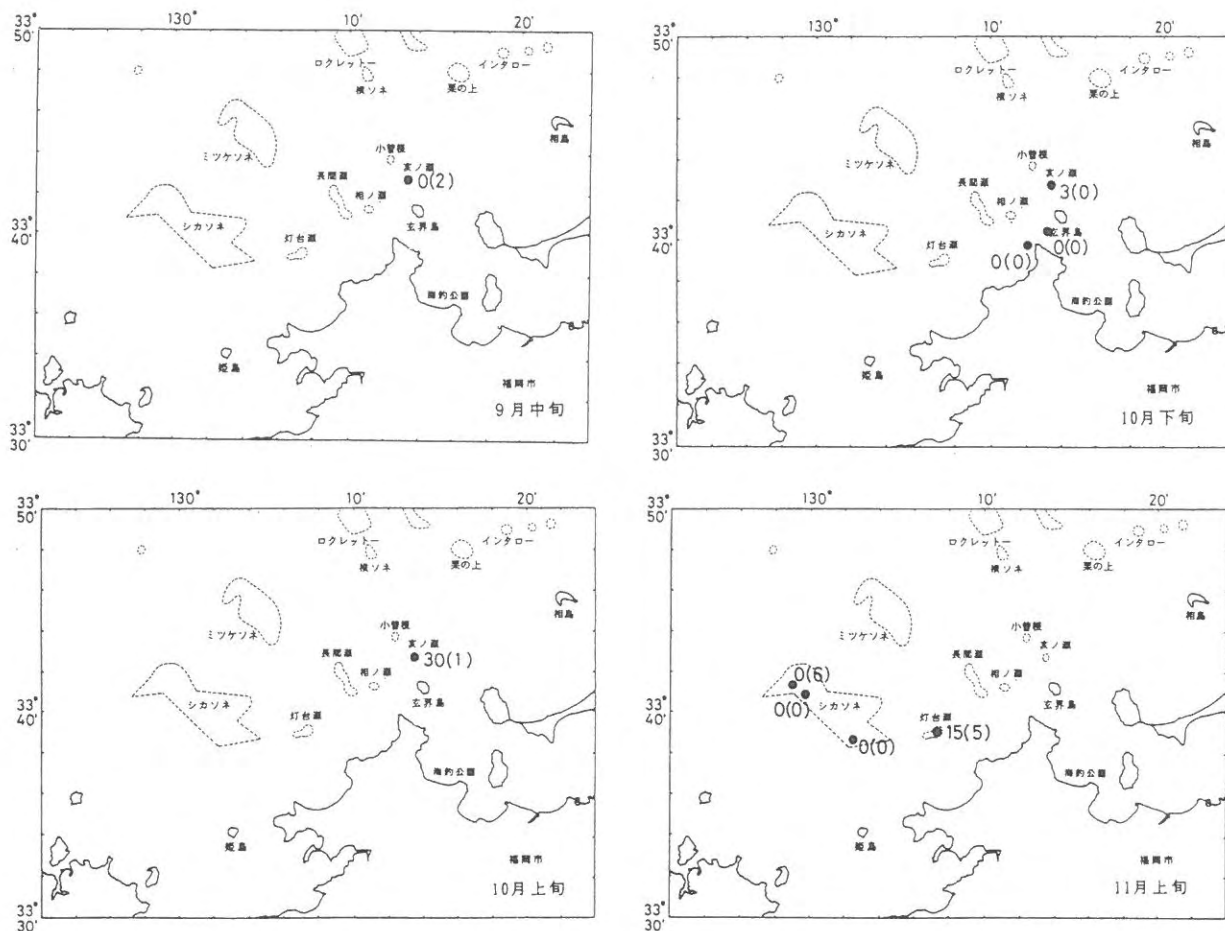 33°
50'
130°
10'
20'
ロクレットー
横ソネ
インタロー
栗の上
相島
ミツケソネ
小曽根
亥ノ瀬
0(2)
長間瀬
相ノ瀬
玄界島
シカソネ
33°
40'
灯台瀬
海釣公園
姫島
福岡市
9月中旬
33°
30'
33°
50'
130°
10'
20'
ロクレットー
横ソネ
インタロー
栗の上
相島
ミツケソネ
小曽根
亥ノ瀬
3(0)
長間瀬
相ノ瀬
玄界島
0(0)
0(0)
シカソネ
33°
40'
灯台瀬
海釣公園
姫島
福岡市
10月下旬
33°
30'
33°
50'
130°
10'
20'
ロクレットー
横ソネ
インタロー
栗の上
相島
ミツケソネ
小曽根
亥ノ瀬
30(1)
長間瀬
相ノ瀬
玄界島
シカソネ
33°
40'
灯台瀬
海釣公園
姫島
福岡市
10月上旬
33°
30'
33°
50'
130°
10'
20'
ロクレットー
横ソネ
インタロー
栗の上
相島
ミツケソネ
小曽根
亥ノ瀬
長間瀬
相ノ瀬
玄界島
0(6)
0(0)
シカソネ
0(0)
33°
40'
灯台瀬
15(5)
海釣公園
姫島
福岡市
11月上旬
33°
30'